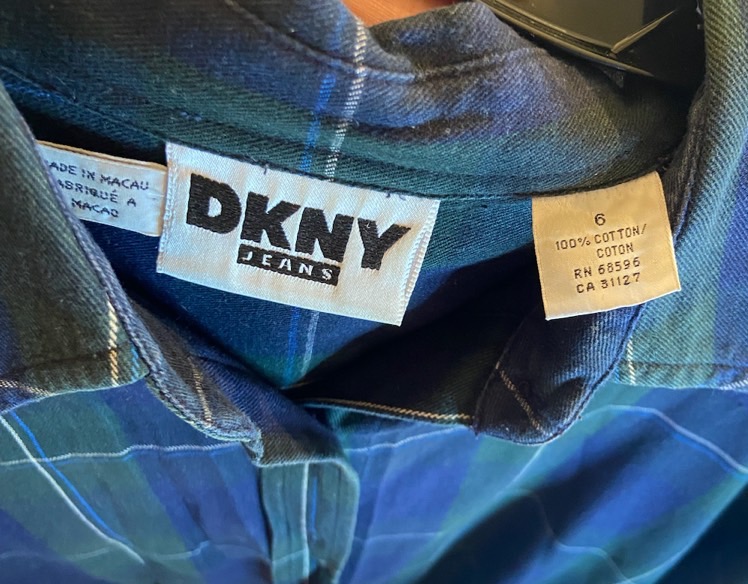 ADE IN MACAU
ABRIQUÉ A
MACAO
DKNY
JEANS
6
100% COTTON/
COTON
RN 68596
CA 31127